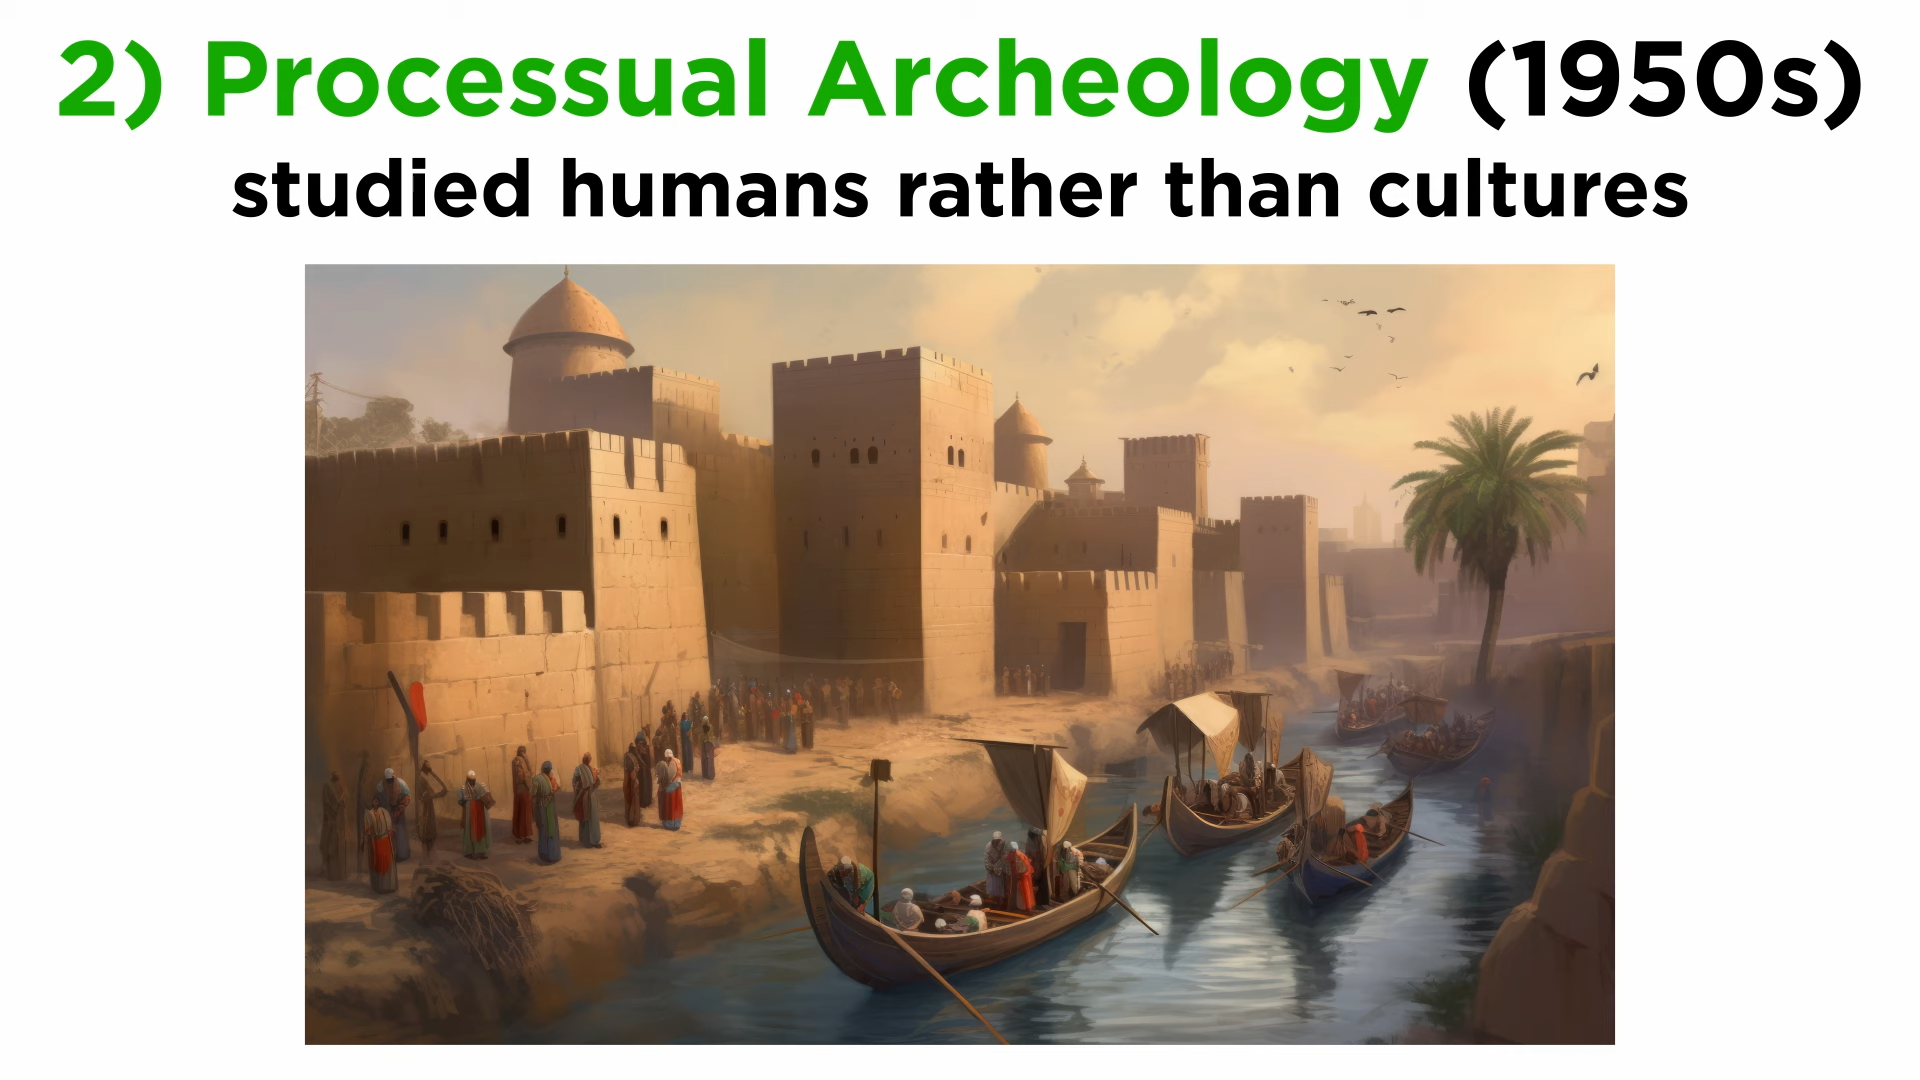 2) Processual Archeology (1950s)
studied humans rather than cultures